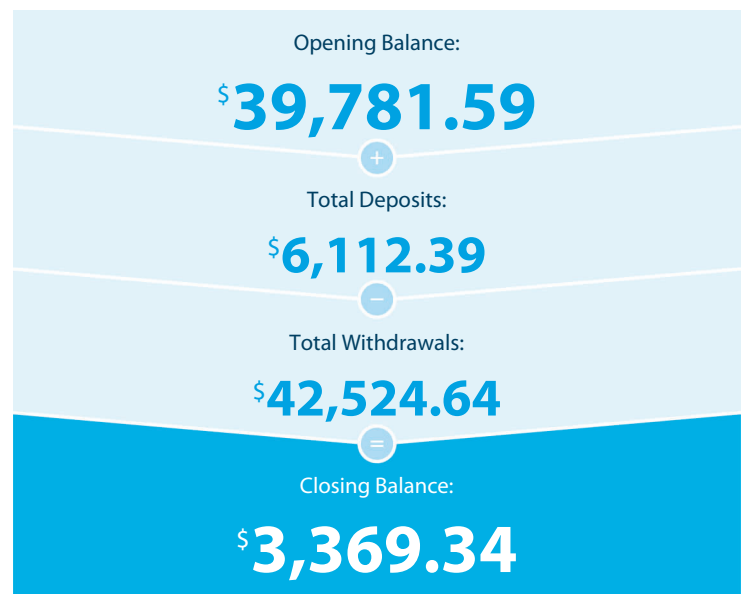 Opening Balance:
$39,781.59
+
Total Deposits:
$6,112.39
−
Total Withdrawals:
$42,524.64
=
Closing Balance:
$3,369.34